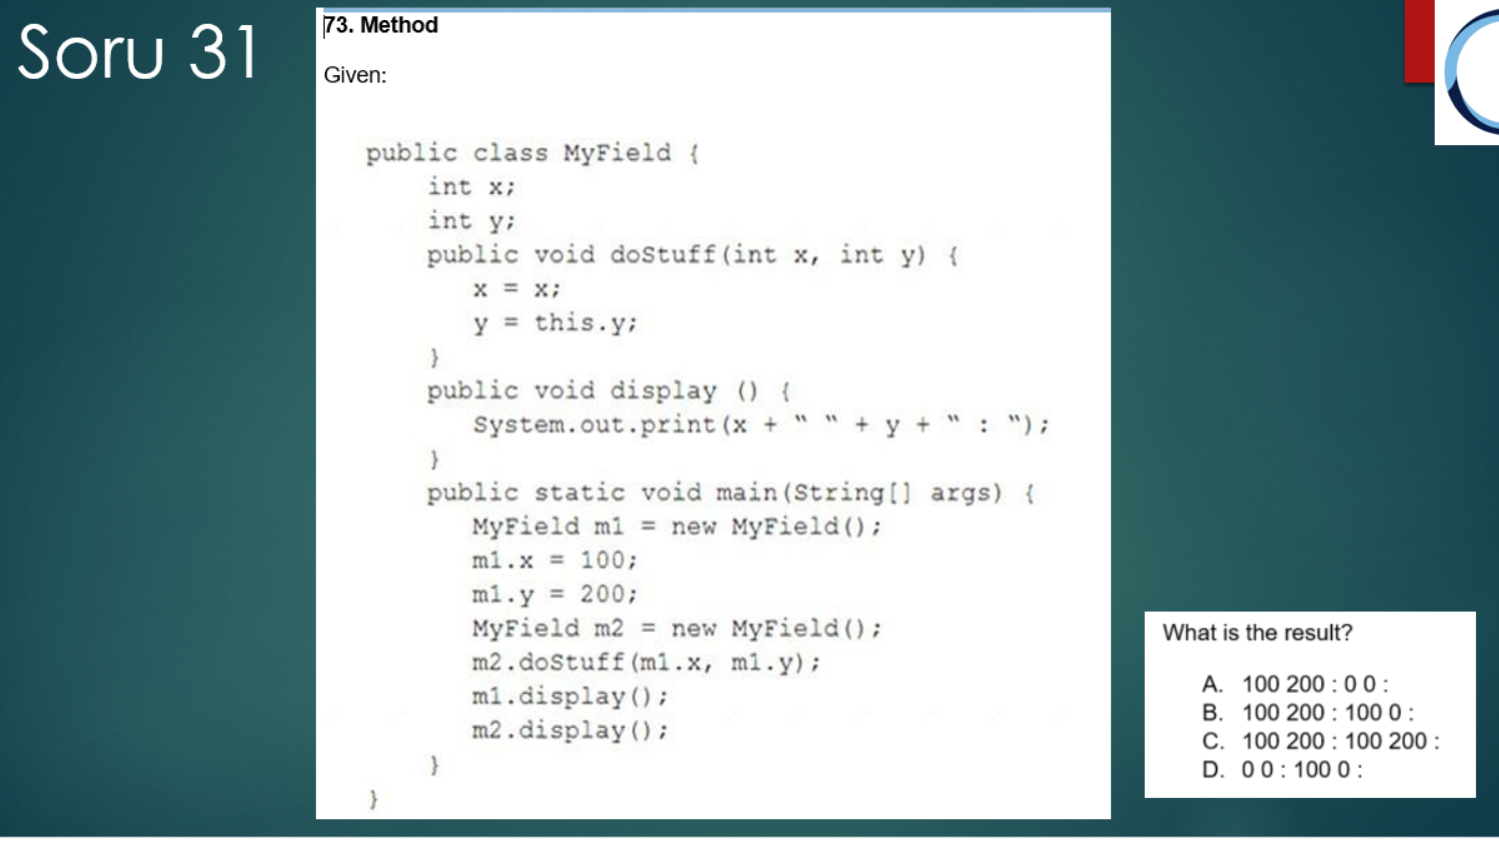 Soru 31
73. Method
Given:
public class MyField {
int x;
int y;
public void doStuff(int x, int y) {
x = x;
y = this.y;
}
public void display () {
System.out.print(x + " " + y + " : ");
}
public static void main(String[] args) {
MyField m1 = new MyField();
m1.x = 100;
m1.y = 200;
MyField m2 = new MyField();
m2.doStuff(m1.x, m1.y);
m1.display();
m2.display();
}
}
What is the result?
A. 100 200 : 0 0 :
B. 100 200 : 100 0 :
C. 100 200 : 100 200 :
D. 0 0 : 100 0 :